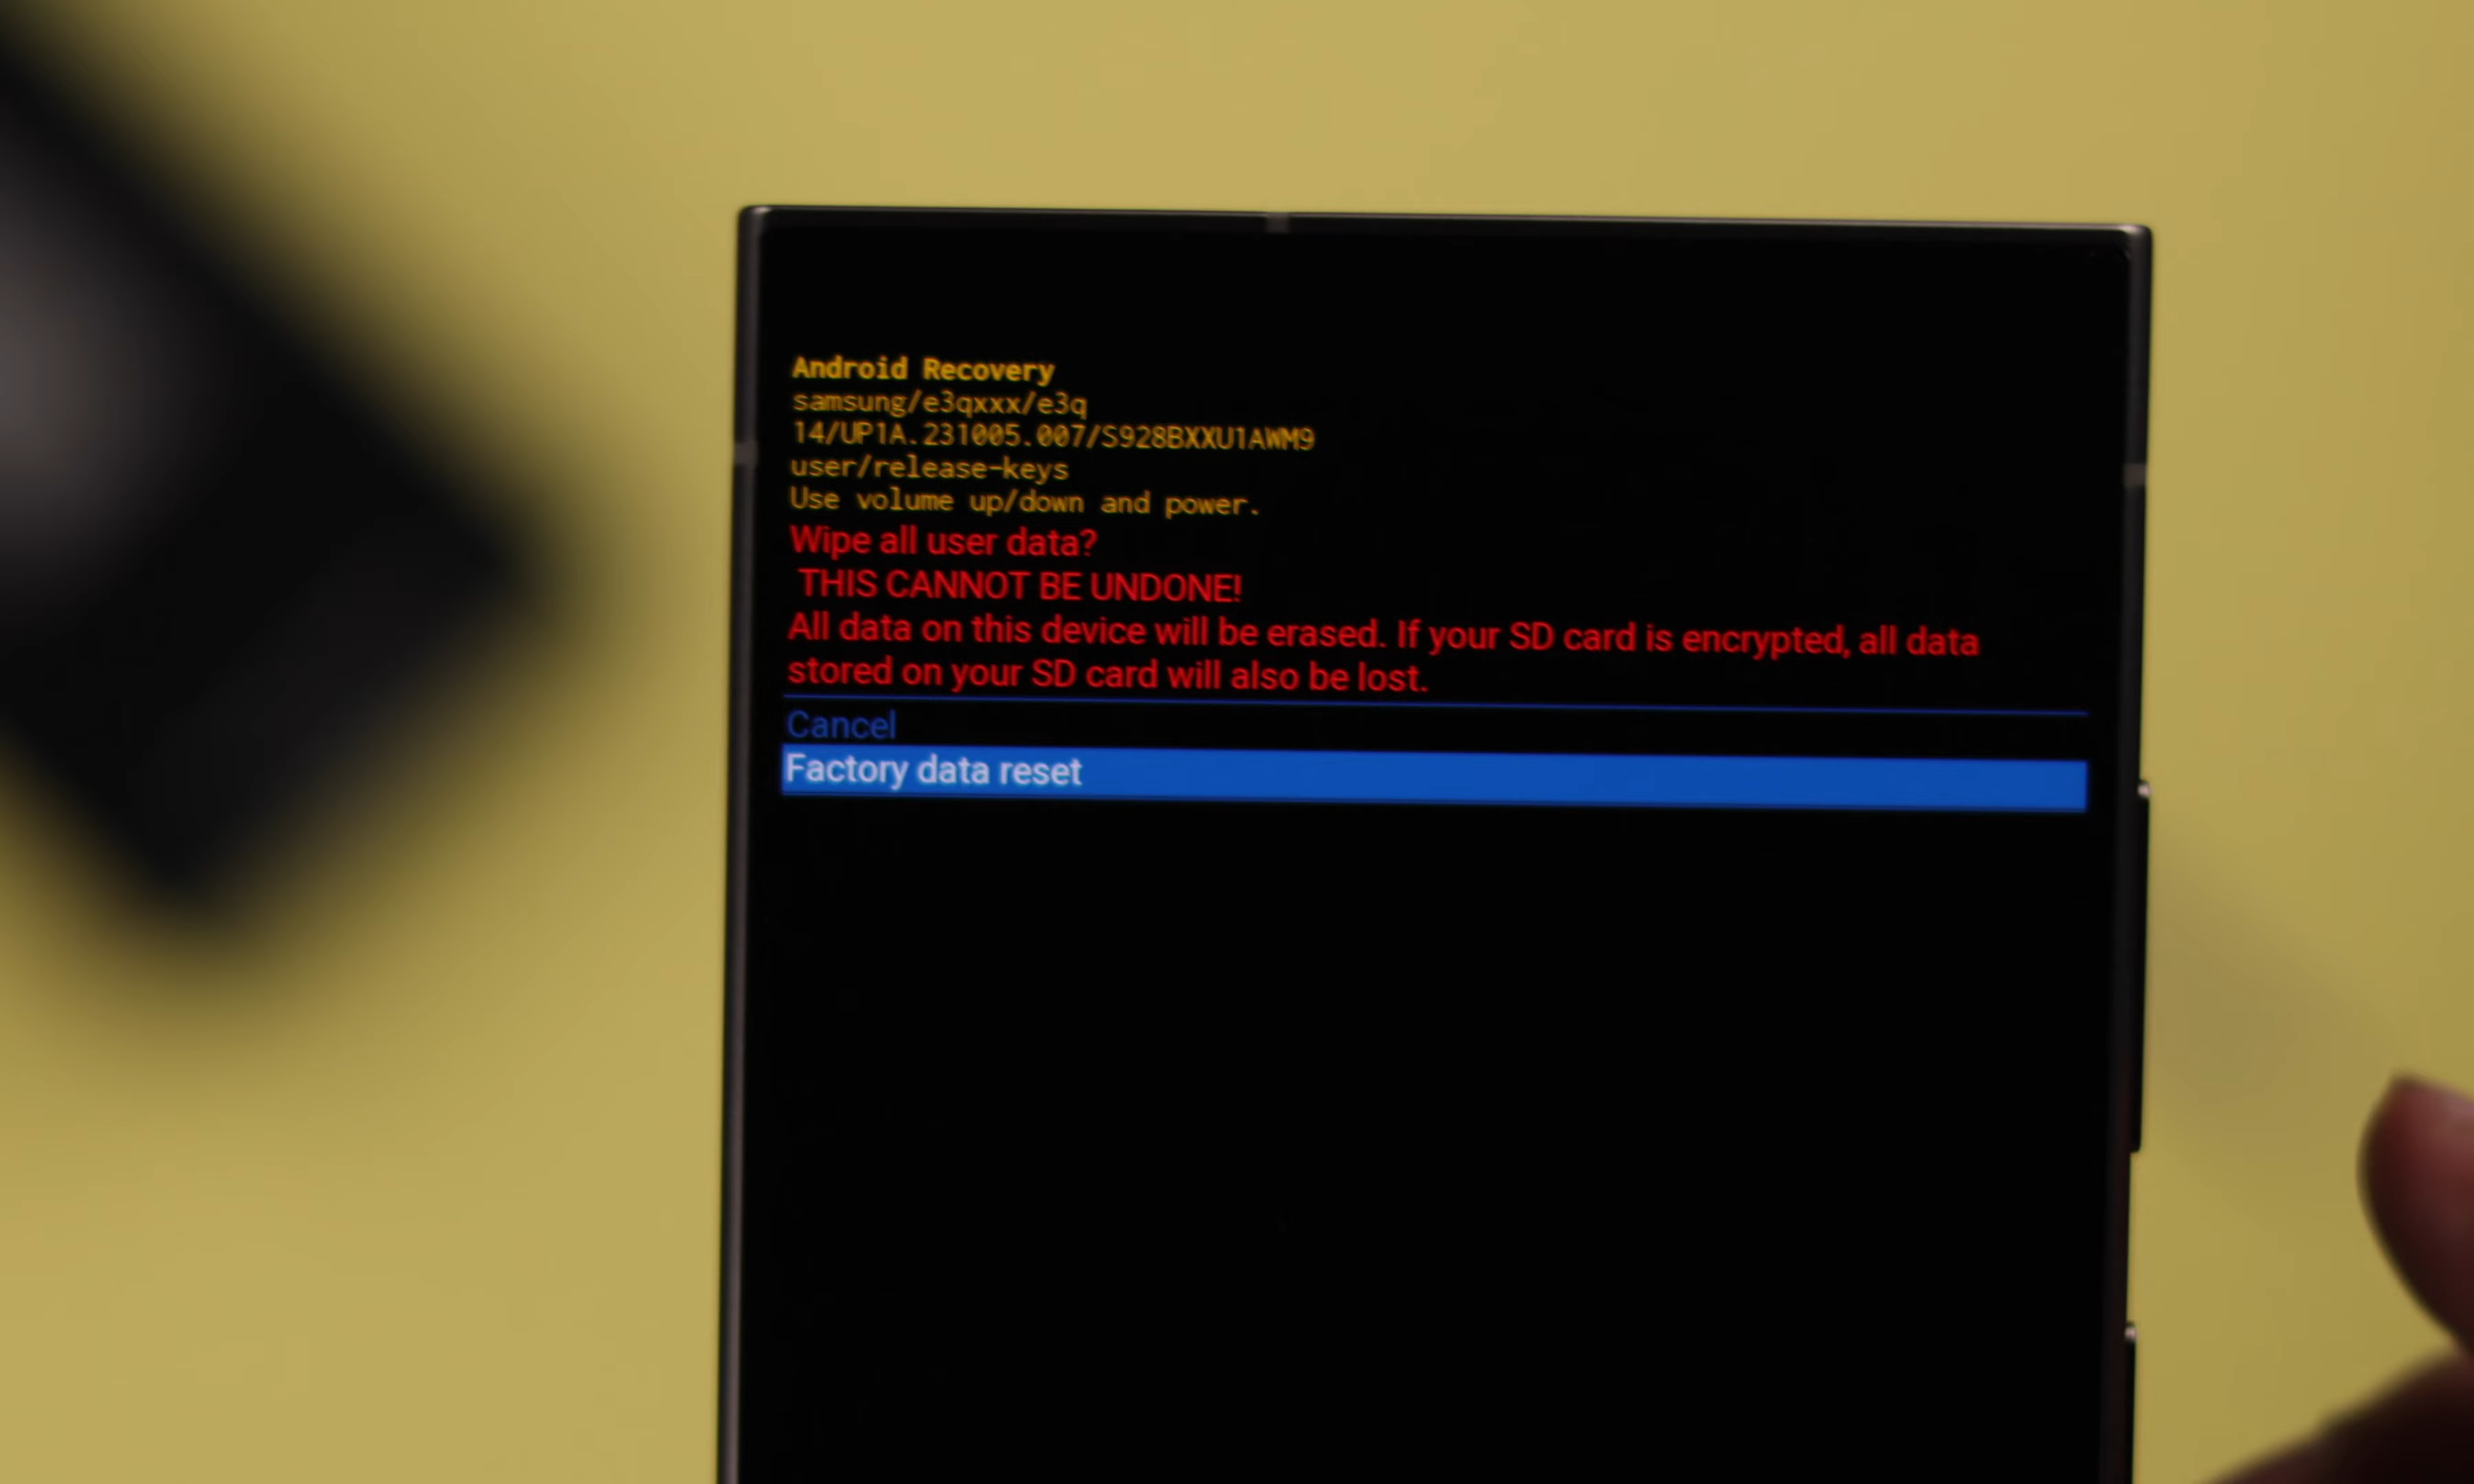 Android Recovery
samsung/e3qxxx/e3q
14/UP1A.231005.007/S928BXXU1AWM9
user/release-keys
Use volume up/down and power.
Wipe all user data?
THIS CANNOT BE UNDONE!
All data on this device will be erased. If your SD card is encrypted, all data
stored on your SD card will also be lost.
Cancel
Factory data reset